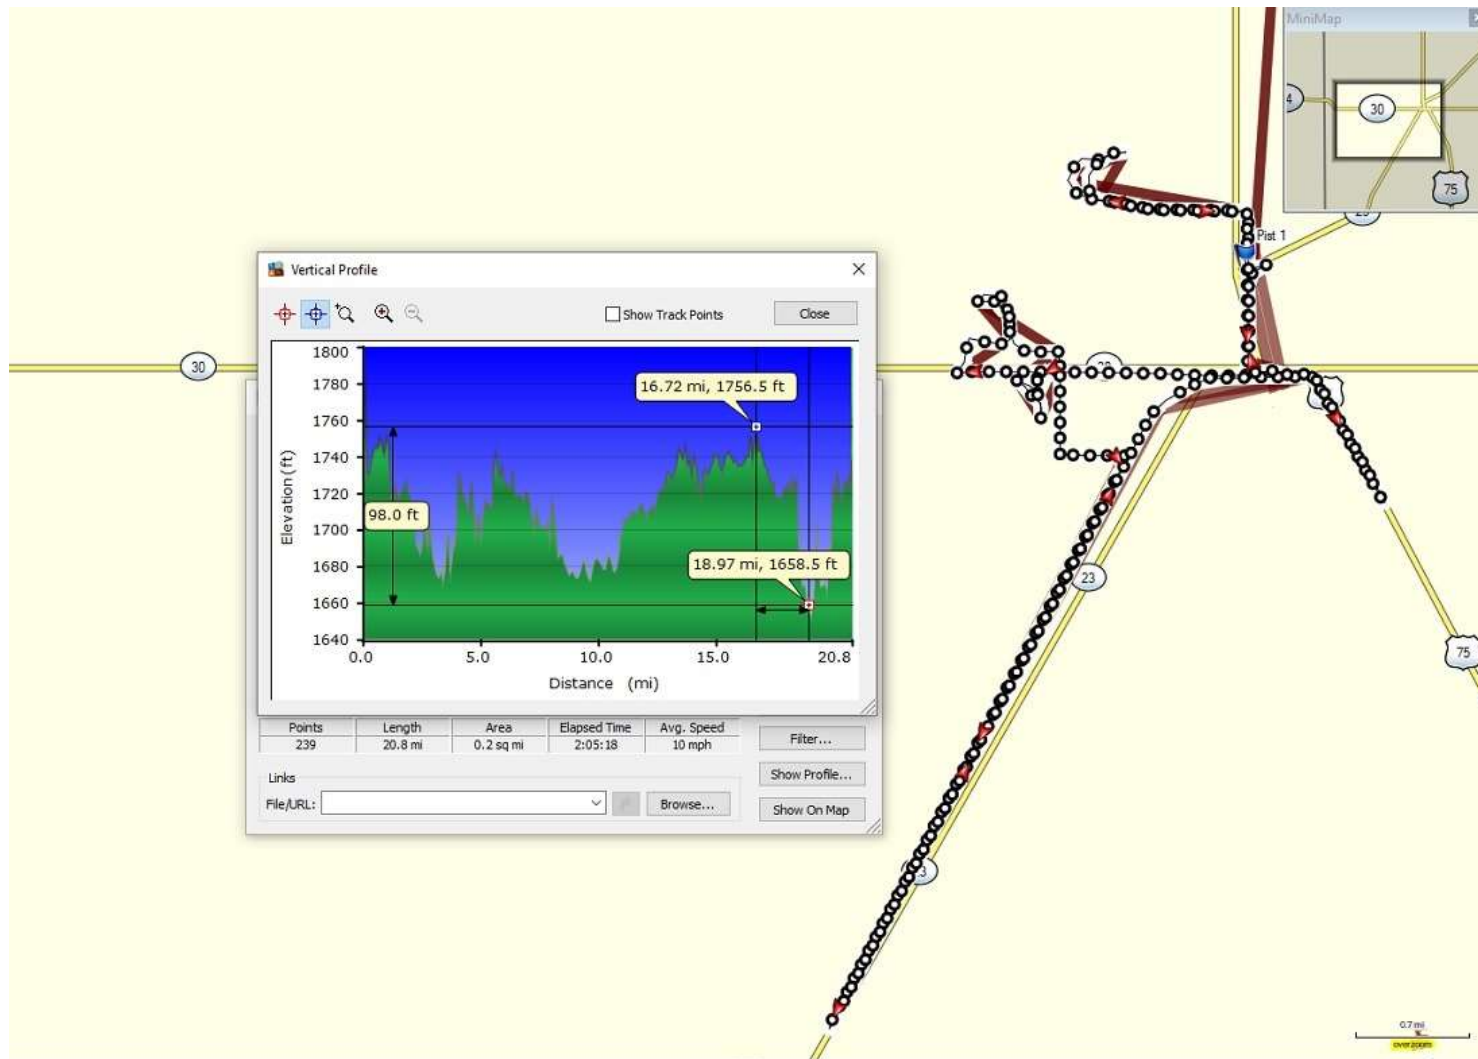 MiniMap
30
75
Pist 1
30
Vertical Profile
Show Track Points
Close
1800
1780
1760
1740
1720
1700
1680
1660
1640
Elevation (ft)
16.72 mi, 1756.5 ft
98.0 ft
18.97 mi, 1658.5 ft
0.0 5.0 10.0 15.0 20.8
Distance (mi)
Points Length Area Elapsed Time Avg. Speed
239 20.8 mi 0.2 sq mi 2:05:18 10 mph
Filter...
Links
Show Profile...
File/URL:
Browse...
Show On Map
23
75
0.7 mi
overzoom